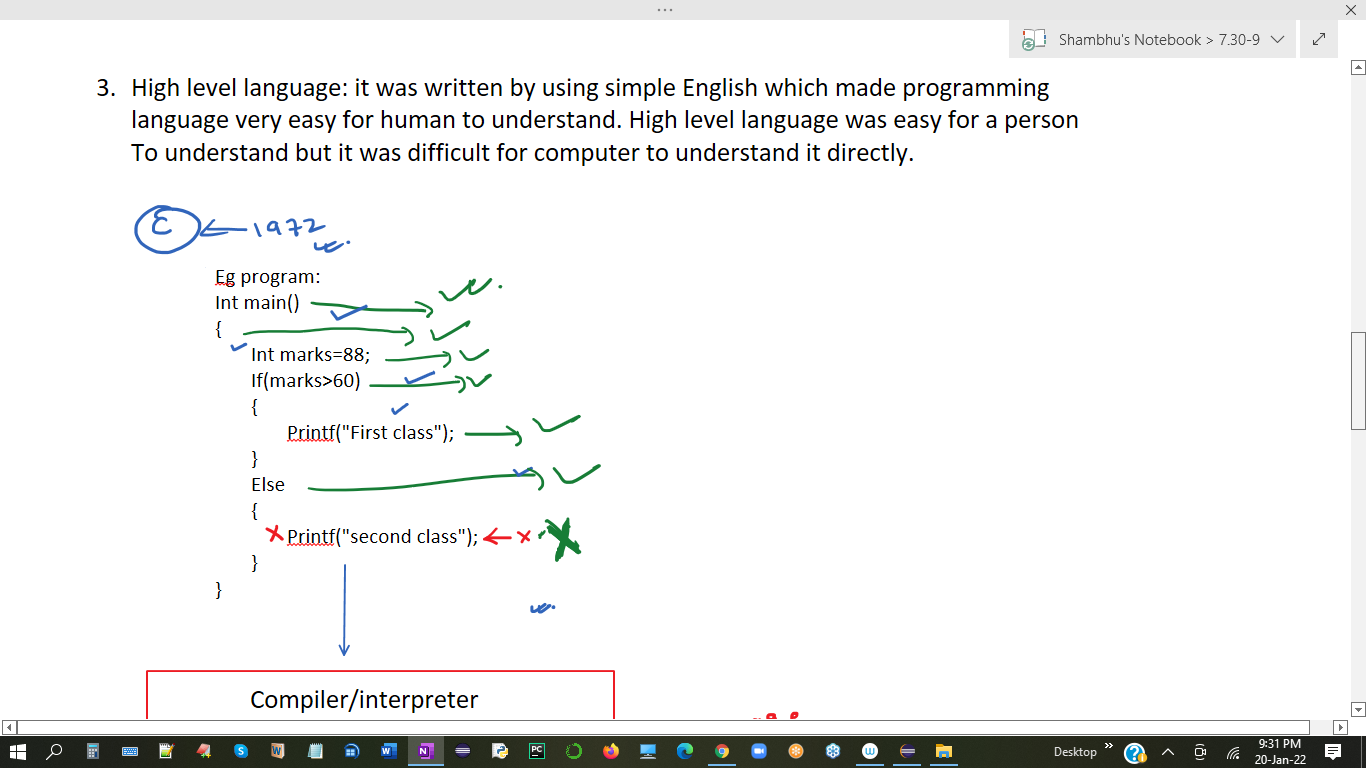 Shambhu's Notebook > 7.30-9
3. High level language: it was written by using simple English which made programming
language very easy for human to understand. High level language was easy for a person
To understand but it was difficult for computer to understand it directly.
C ← 1972
Eg program:
Int main()
{
Int marks=88;
If(marks>60)
{
Printf("First class");
}
Else
{
Printf("second class");
}
}
Compiler/interpreter
Desktop
9:31 PM
20-Jan-22